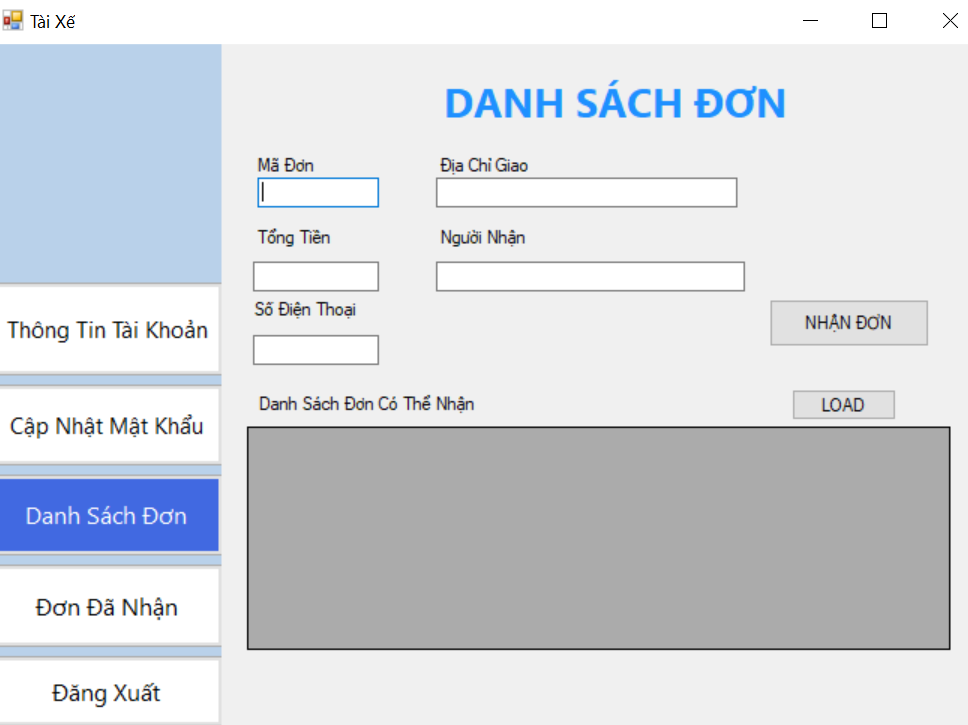 Tài Xế
Thông Tin Tài Khoản
Cập Nhật Mật Khẩu
Danh Sách Đơn
Đơn Đã Nhận
Đăng Xuất
DANH SÁCH ĐƠN
Mã Đơn
Địa Chỉ Giao
Tổng Tiền
Người Nhận
Số Điện Thoại
NHẬN ĐƠN
Danh Sách Đơn Có Thể Nhận
LOAD